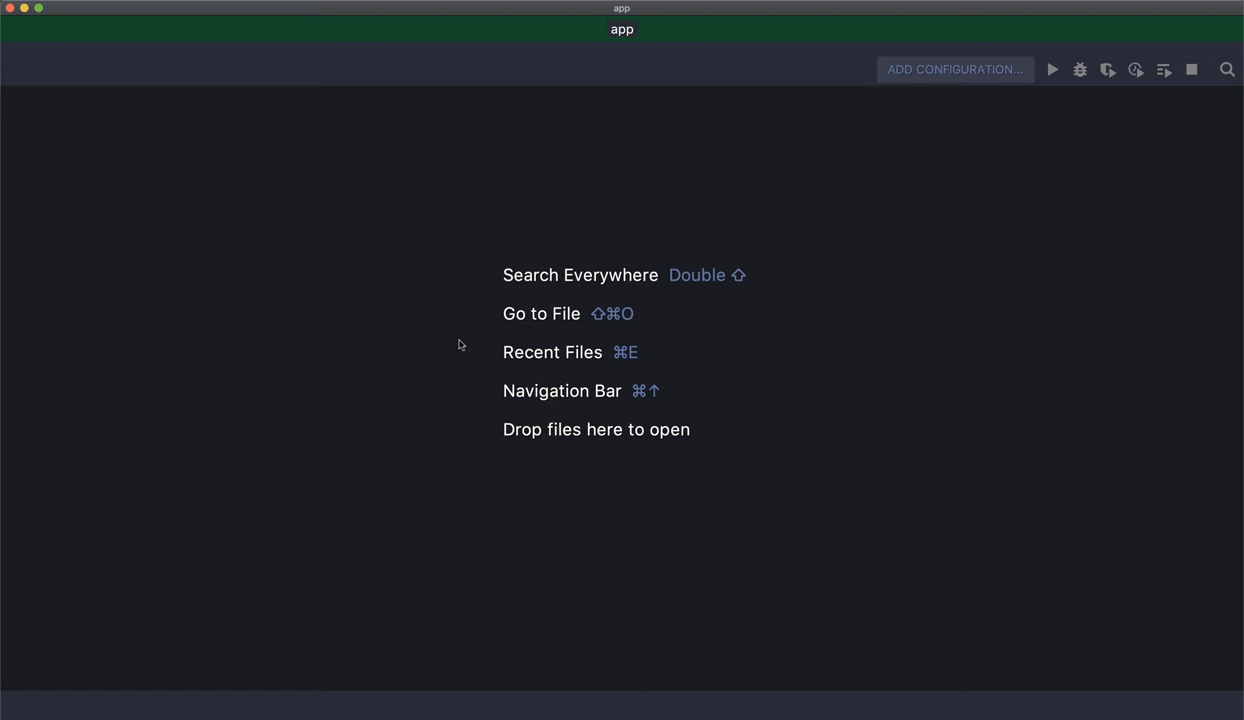 app
app
ADD CONFIGURATION...
Search Everywhere Double ⇧
Go to File ⇧⌘O
Recent Files ⌘E
Navigation Bar ⌘↑
Drop files here to open